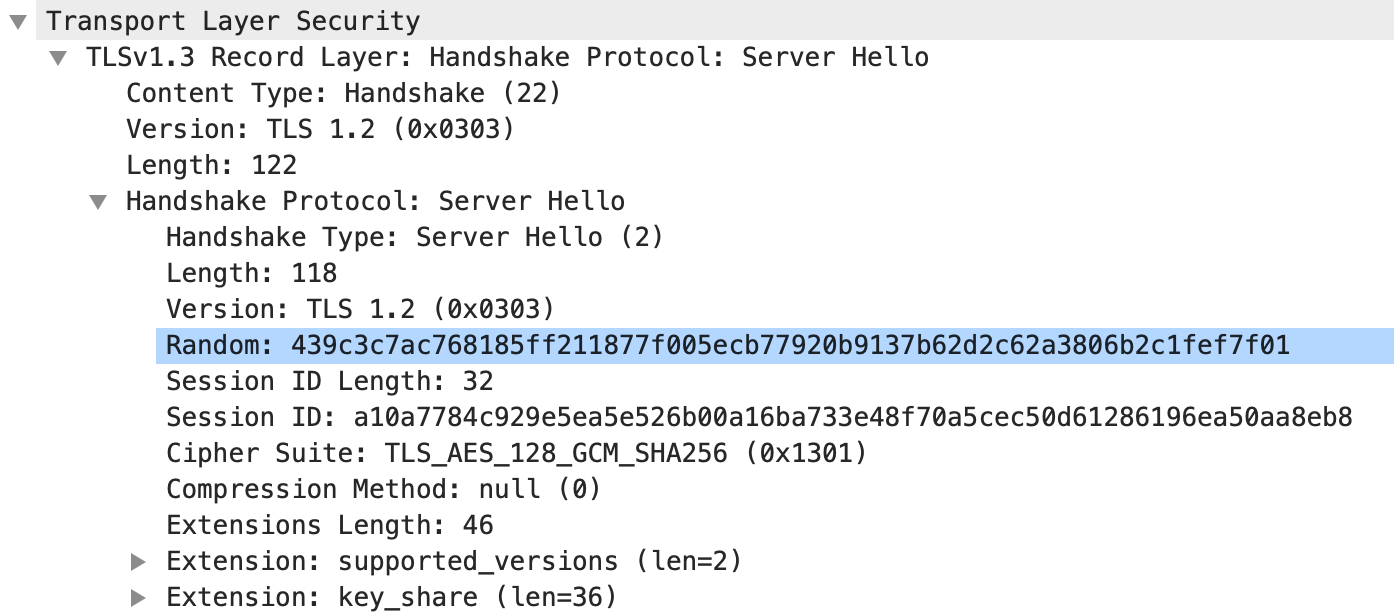 Transport Layer Security
TLSv1.3 Record Layer: Handshake Protocol: Server Hello
Content Type: Handshake (22)
Version: TLS 1.2 (0x0303)
Length: 122
Handshake Protocol: Server Hello
Handshake Type: Server Hello (2)
Length: 118
Version: TLS 1.2 (0x0303)
Random: 439c3c7ac768185ff211877f005ecb77920b9137b62d2c62a3806b2c1fef7f01
Session ID Length: 32
Session ID: a10a7784c929e5ea5e526b00a16ba733e48f70a5cec50d61286196ea50aa8eb8
Cipher Suite: TLS_AES_128_GCM_SHA256 (0x1301)
Compression Method: null (0)
Extensions Length: 46
Extension: supported_versions (len=2)
Extension: key_share (len=36)